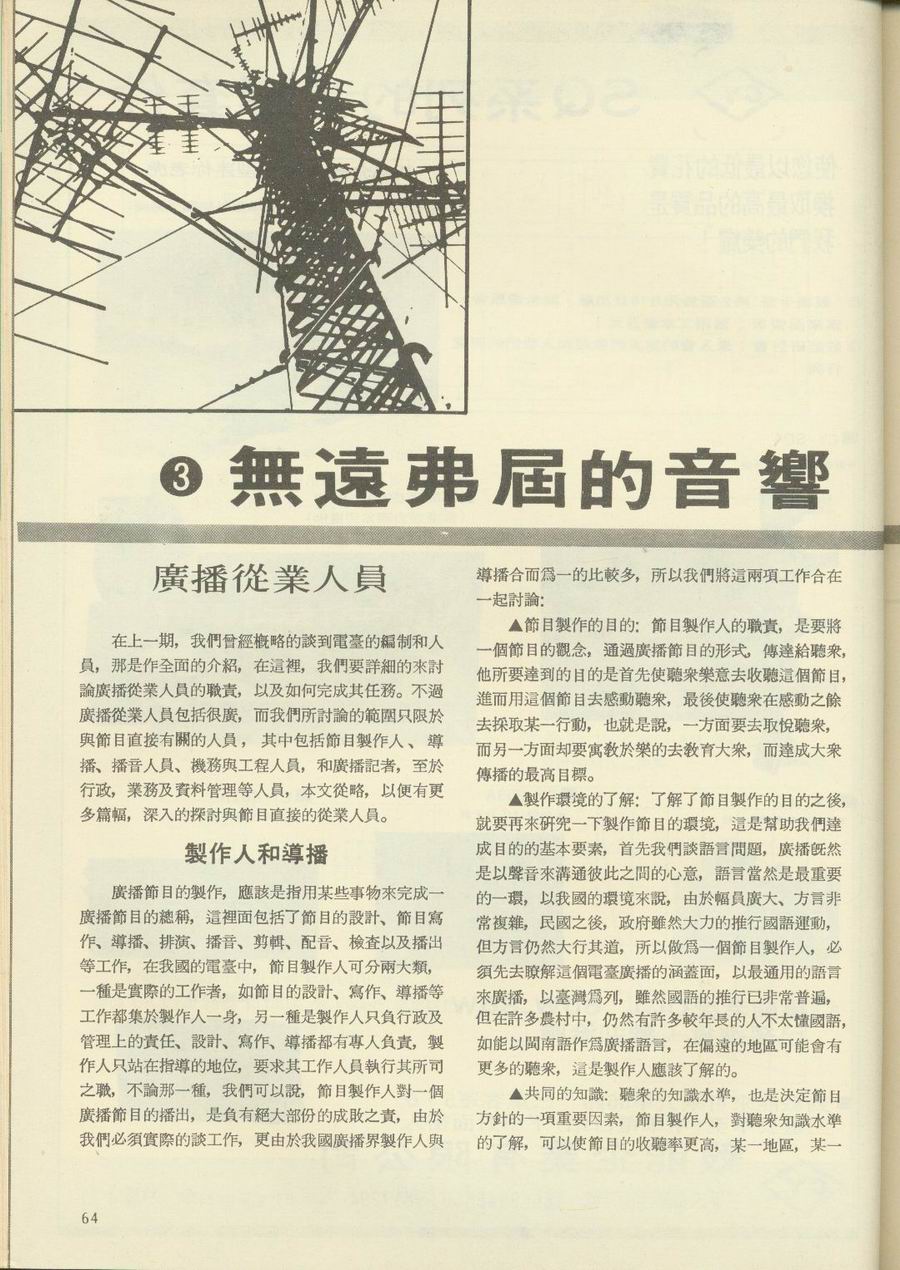 ❸無遠弗屆的音響
廣播從業人員
在上一期，我們曾經概略的談到電臺的編制和人
員，那是作全面的介紹，在這裡，我們要詳細的來討
論廣播從業人員的職責，以及如何完成其任務。不過
廣播從業人員包括很廣，而我們所討論的範圍只限於
與節目直接有關的人員，其中包括節目製作人、導
播、播音人員、機務與工程人員，和廣播記者，至於
行政，業務及資料管理等人員，本文從略，以便有更
多篇幅，深入的探討與節目直接的從業人員。
製作人和導播
廣播節目的製作，應該是指用某些事物來完成一
廣播節目的總稱，這裡面包括了節目的設計、節目寫
作、導播、排演、播音、剪輯、配音、檢查以及播出
等工作，在我國的電臺中，節目製作人可分兩大類，
一種是實際的工作者，如節目的設計、寫作、導播等
工作都集於製作人一身，另一種是製作人只負行政及
管理上的責任、設計、寫作、導播都有專人負責，製
作人只站在指導的地位，要求其工作人員執行其所司
之職，不論那一種，我們可以說，節目製作人對一個
廣播節目的播出，是負有絕大部份的成敗之責，由於
我們必須實際的談工作，更由於我國廣播界製作人與
導播合而爲一的比較多，所以我們將這兩項工作合在
一起討論：
▲節目製作的目的：節目製作人的職責，是要將
一個節目的觀念，通過廣播節目的形式，傳達給聽衆，
他所要達到的目的是首先使聽衆樂意去收聽這個節目，
進而用這個節目去感動聽衆，最後使聽衆在感動之餘
去採取某一行動，也就是說，一方面要去取悅聽衆，
而另一方面却要寓敎於樂的去敎育大衆，而達成大衆
傳播的最高目標。
▲製作環境的了解：了解了節目製作的目的之後，
就要再來研究一下製作節目的環境，這是幫助我們達
成目的的基本要素，首先我們談語言問題，廣播旣然
是以聲音來溝通彼此之間的心意，語言當然是最重要
的一環，以我國的環境來說，由於幅員廣大、方言非
常複雜，民國之後，政府雖然大力的推行國語運動，
但方言仍然大行其道，所以做爲一個節目製作人，必
須先去瞭解這個電臺廣播的涵蓋面，以最通用的語言
來廣播，以臺灣爲列，雖然國語的推行已非常普遍，
但在許多農村中，仍然有許多較年長的人不太懂國語，
如能以閩南語作爲廣播語言，在偏遠的地區可能會有
更多的聽衆，這是製作人應該了解的。
▲共同的知識：聽衆的知識水準，也是決定節目
方針的一項重要因素，節目製作人，對聽衆知識水準
的了解，可以使節目的收聽率更高，某一地區，某一
64